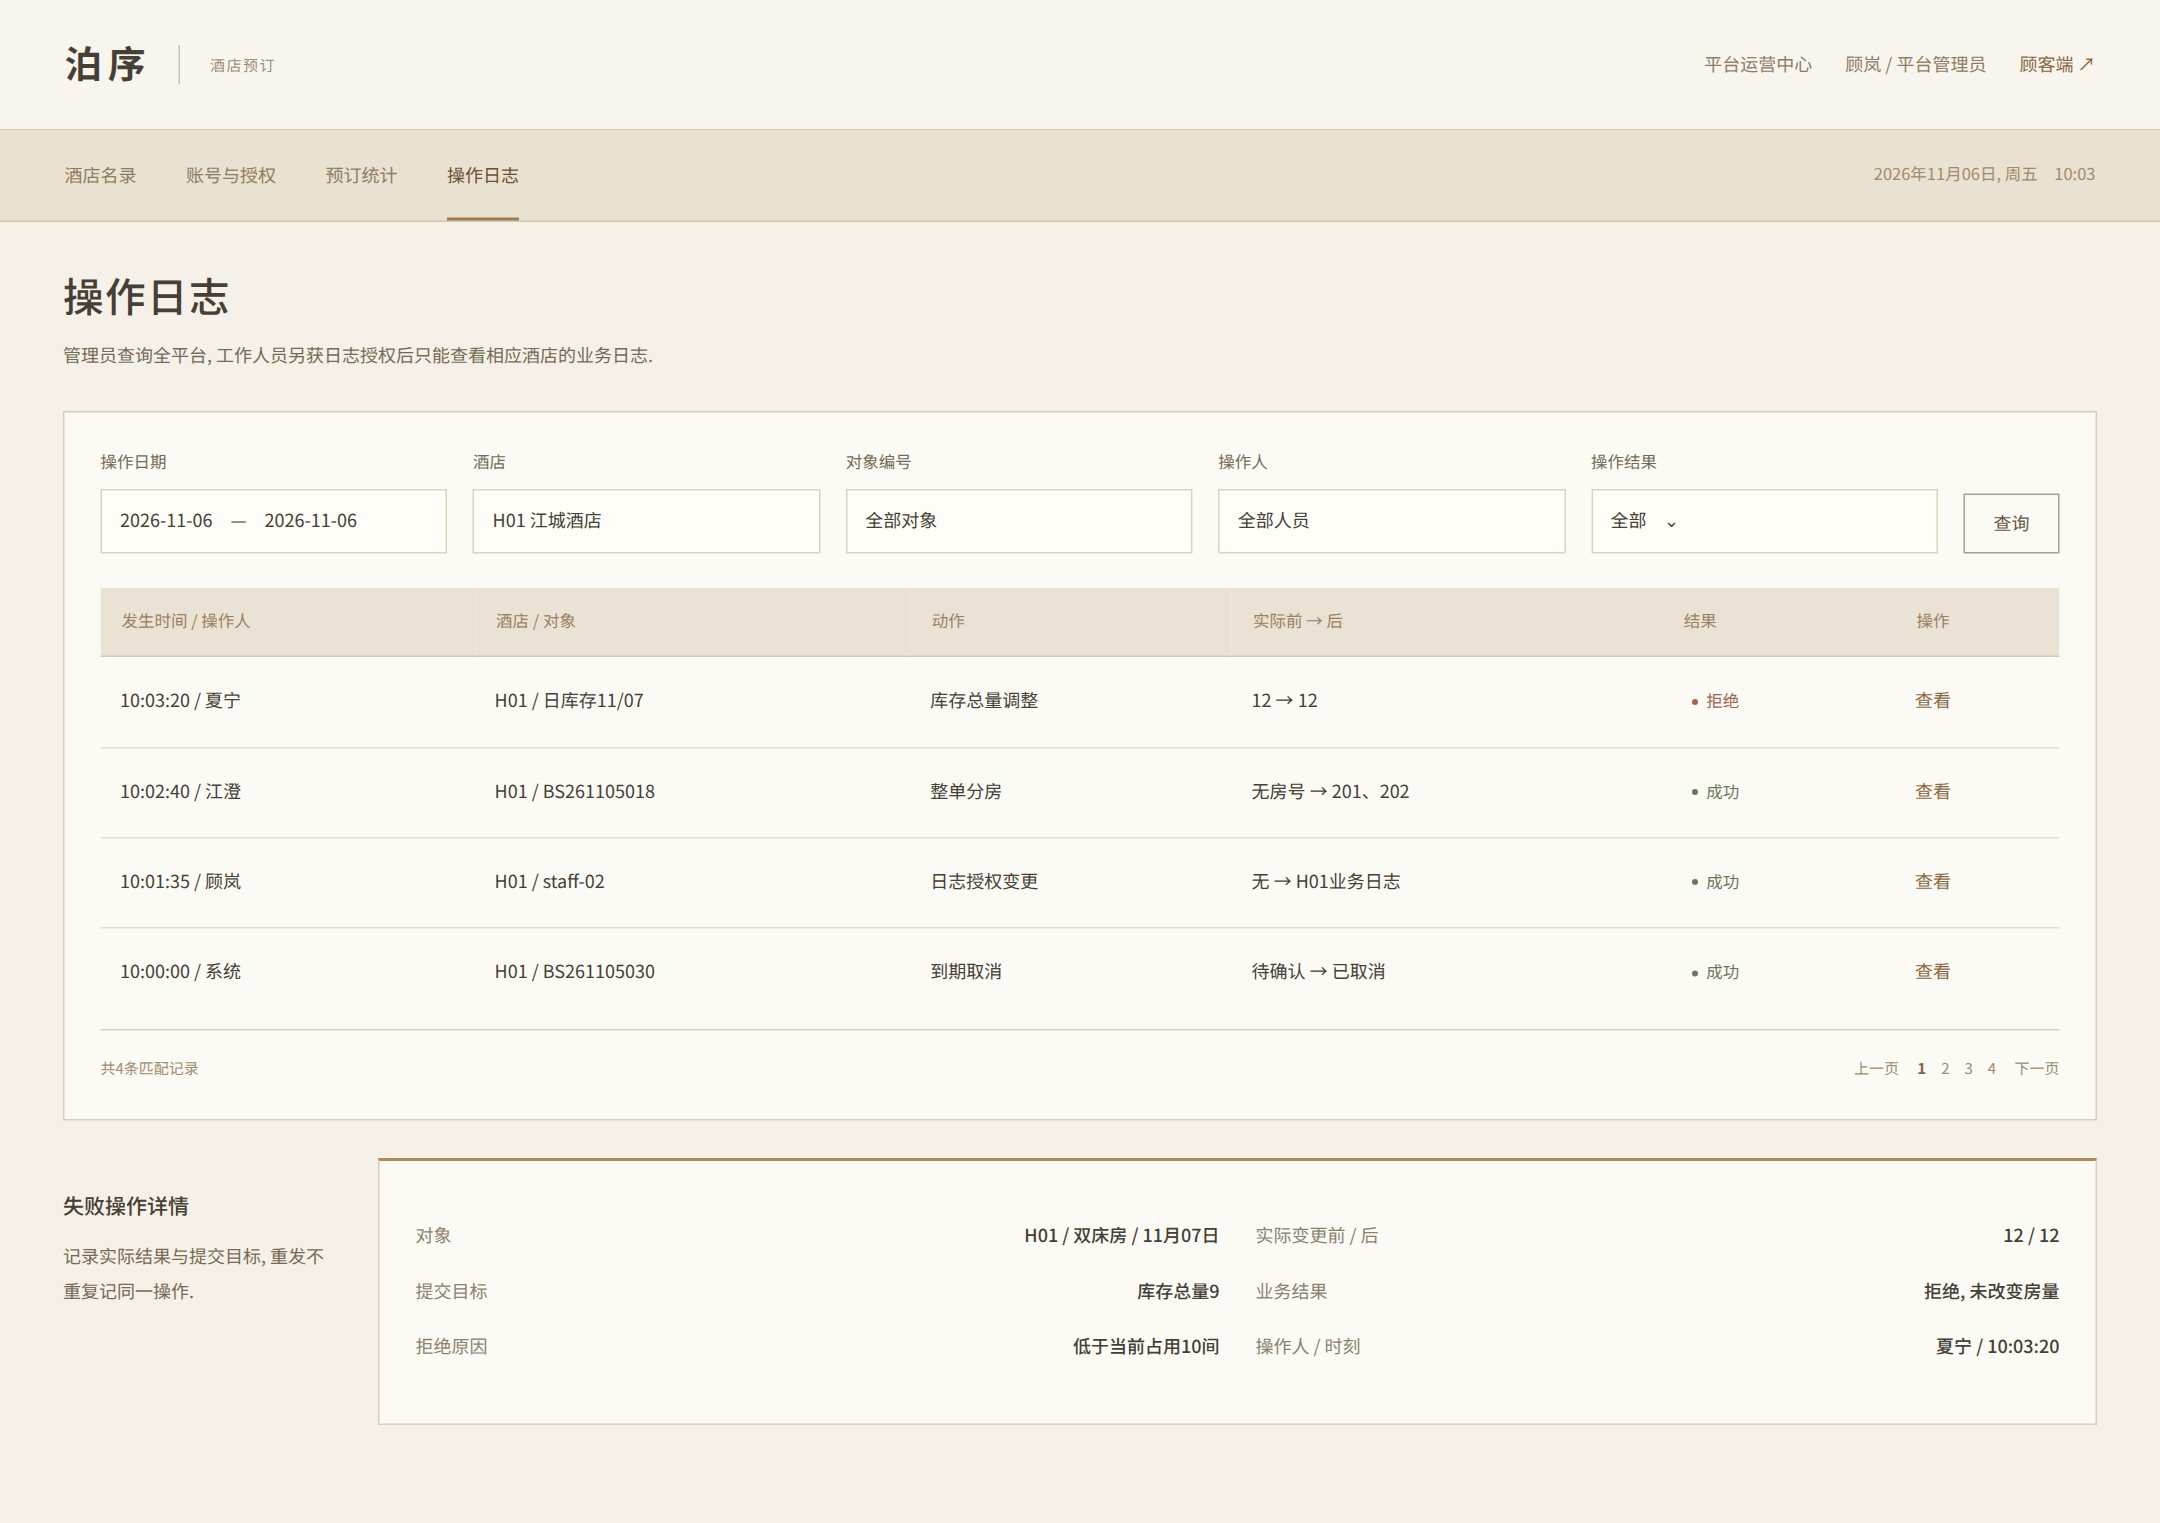 泊序
酒店预订
平台运营中心 顾岚 / 平台管理员 顾客端 ↗
酒店名录 账号与授权 预订统计 操作日志
2026年11月06日, 周五 10:03
操作日志
管理员查询全平台, 工作人员另获日志授权后只能查看相应酒店的业务日志.
操作日期 酒店 对象编号 操作人 操作结果
2026-11-06 — 2026-11-06 H01 江城酒店 全部对象 全部人员 全部 查询
发生时间 / 操作人 酒店 / 对象 动作 实际前 → 后 结果 操作
10:03:20 / 夏宁 H01 / 日库存11/07 库存总量调整 12 → 12 • 拒绝 查看
10:02:40 / 江澄 H01 / BS261105018 整单分房 无房号 → 201、202 • 成功 查看
10:01:35 / 顾岚 H01 / staff-02 日志授权变更 无 → H01业务日志 • 成功 查看
10:00:00 / 系统 H01 / BS261105030 到期取消 待确认 → 已取消 • 成功 查看
共4条匹配记录 上一页 1 2 3 4 下一页
失败操作详情
记录实际结果与提交目标, 重发不
重复记同一操作.
对象 H01 / 双床房 / 11月07日 实际变更前 / 后 12 / 12
提交目标 库存总量9 业务结果 拒绝, 未改变房量
拒绝原因 低于当前占用10间 操作人 / 时刻 夏宁 / 10:03:20